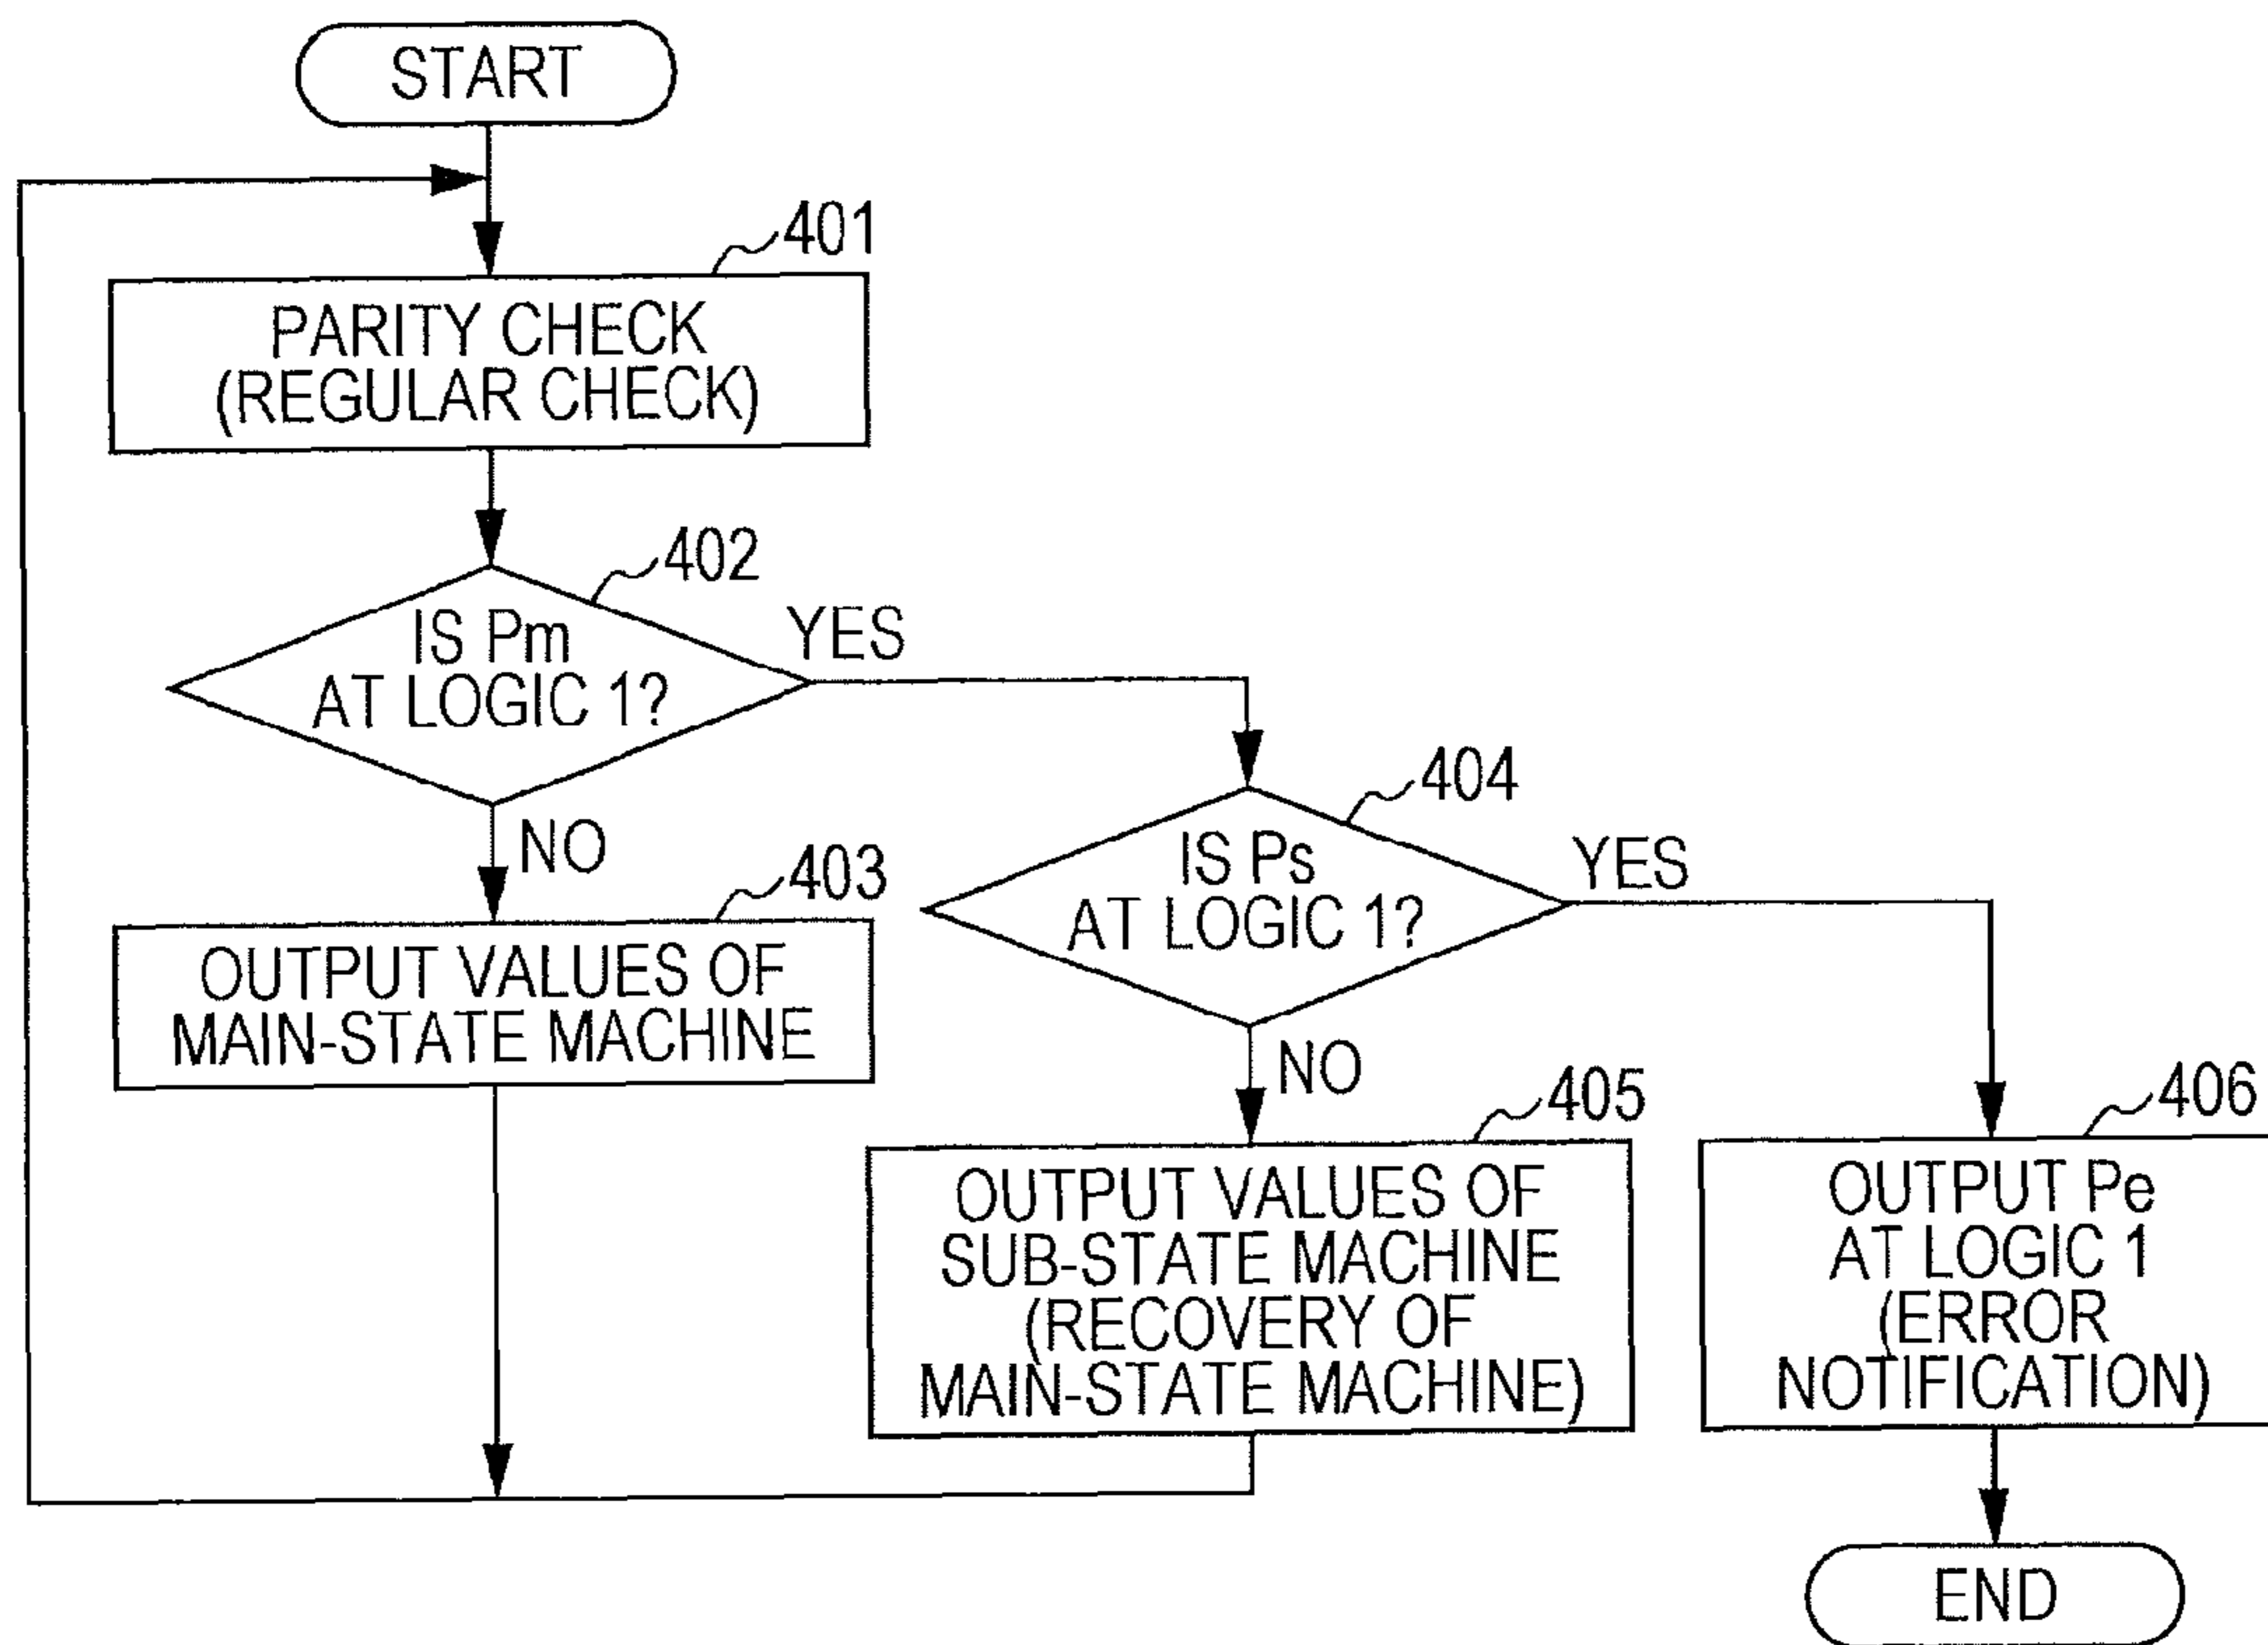 START
401
PARITY CHECK
(REGULAR CHECK)
402
IS Pm
AT LOGIC 1?
YES
NO
403
OUTPUT VALUES OF
MAIN-STATE MACHINE
404
IS Ps
AT LOGIC 1?
YES
NO
405
OUTPUT VALUES OF
SUB-STATE MACHINE
(RECOVERY OF
MAIN-STATE MACHINE)
406
OUTPUT Pe
AT LOGIC 1
(ERROR
NOTIFICATION)
END